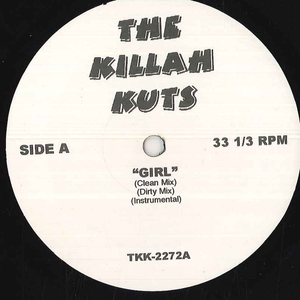 THE
KILLAH
KUTS
SIDE A
33 1/3 RPM
"GIRL"
(Clean Mix)
(Dirty Mix)
(Instrumental)
TKK-2272A